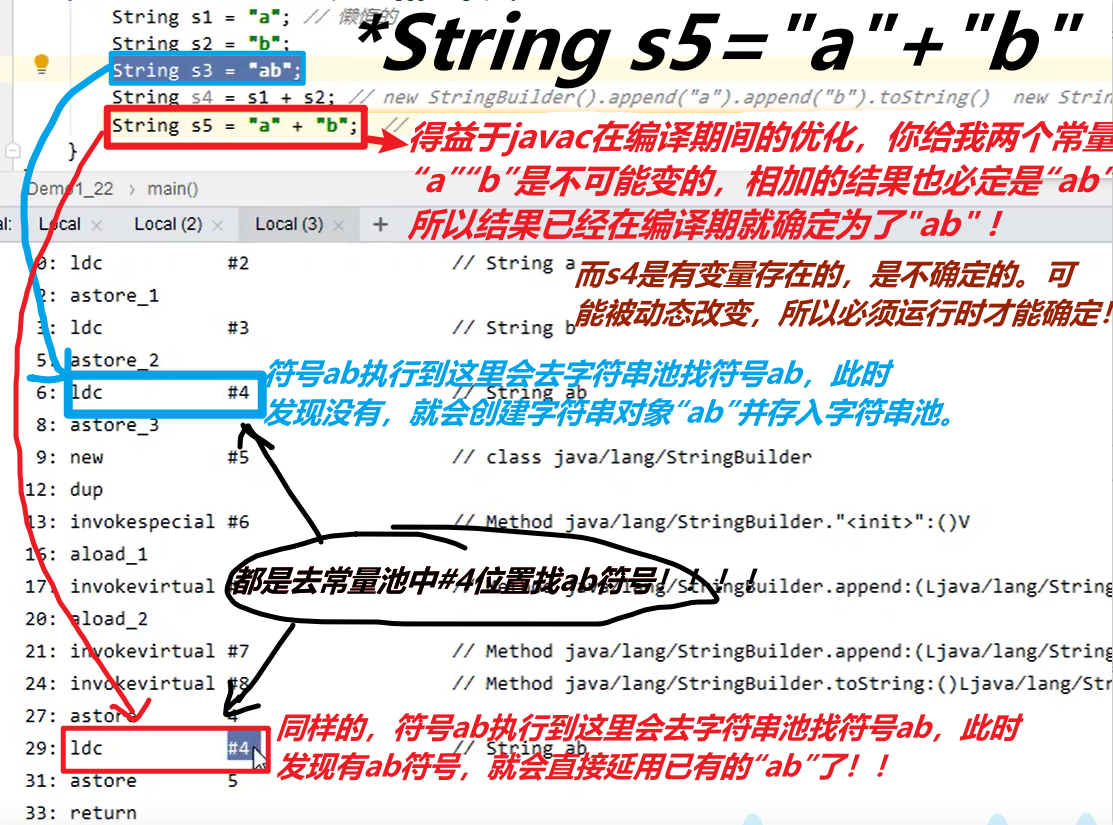 String s1 = "a"; // 懒惰的
String s2 = "b";
*String s5="a"+"b"
String s3 = "ab";
String s4 = s1 + s2; // new StringBuilder().append("a").append("b").toString()  new Strin
String s5 = "a" + "b"; //
得益于javac在编译期间的优化，你给我两个常量
“a”“b”是不可能变的，相加的结果也必定是“ab”
所以结果已经在编译期就确定为了"ab"！
}
Demo1_22 › main()
al: Local × Local (2) × Local (3) × +
而s4是有变量存在的，是不确定的。可
能被动态改变，所以必须运行时才能确定！
0: ldc #2 // String a
2: astore_1
3: ldc #3 // String b
5: astore_2
符号ab执行到这里会去字符串池找符号ab，此时
发现没有，就会创建字符串对象“ab”并存入字符串池。
6: ldc #4 // String ab
8: astore_3
9: new #5 // class java/lang/StringBuilder
12: dup
13: invokespecial #6 // Method java/lang/StringBuilder."<init>":()V
16: aload_1
都是去常量池中#4位置找ab符号！！！！
17: invokevirtual // Method java/lang/StringBuilder.append:(Ljava/lang/String
20: aload_2
21: invokevirtual #7 // Method java/lang/StringBuilder.append:(Ljava/lang/String
24: invokevirtual #8 // Method java/lang/StringBuilder.toString:()Ljava/lang/Str
27: astore 4
同样的，符号ab执行到这里会去字符串池找符号ab，此时
发现有ab符号，就会直接延用已有的“ab”了！！
29: ldc #4 // String ab
31: astore 5
33: return